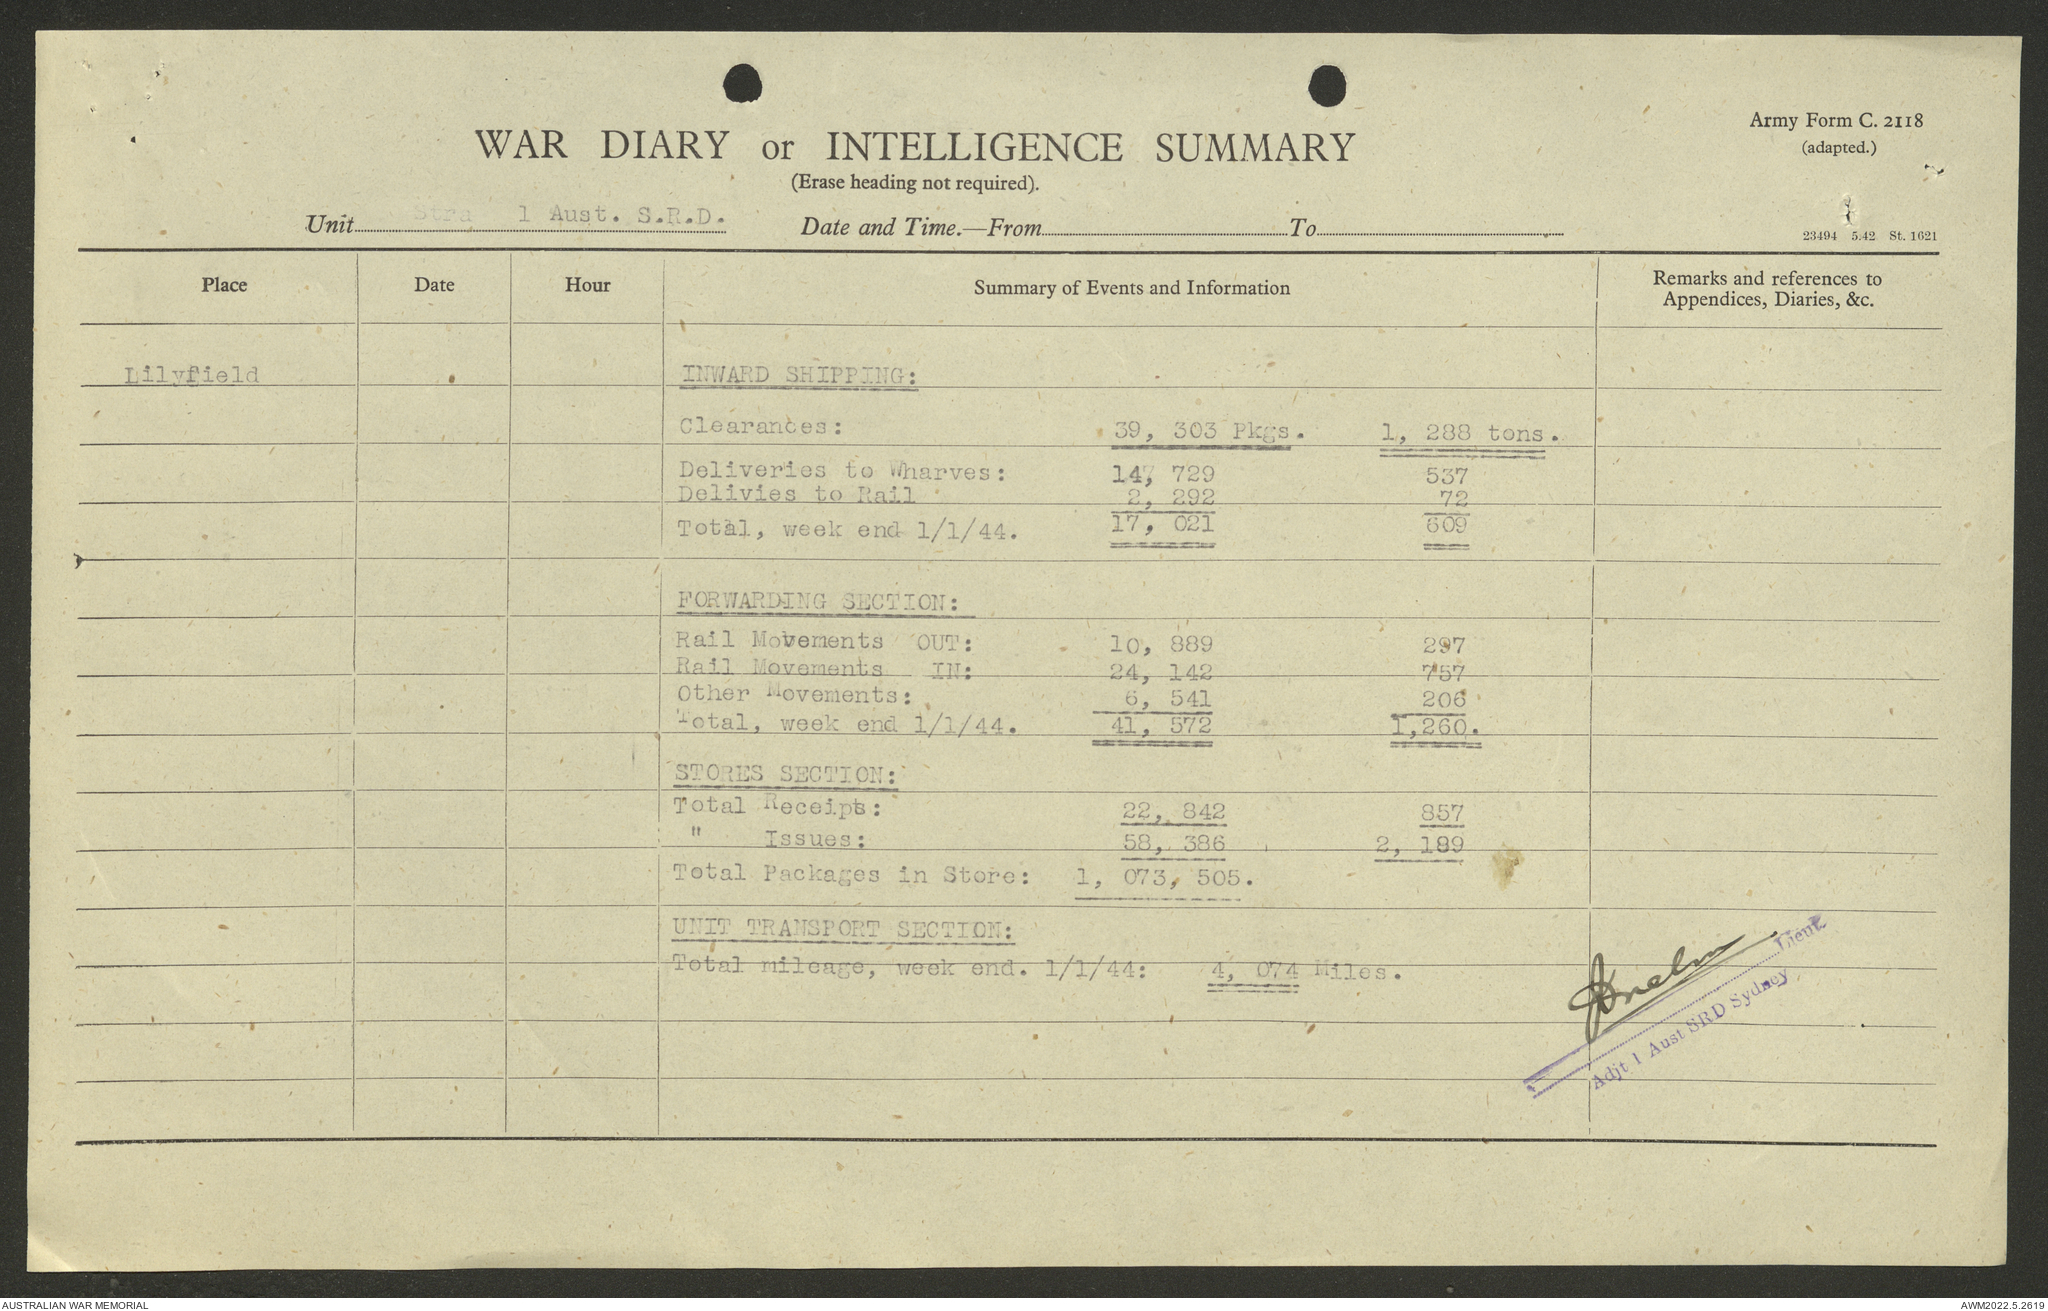 Army Form C. 2118
(adapted.)
WAR DIARY or INTELLIGENCE SUMMARY
(Erase heading not required).
Unit Stra 1 Aust. S.R.D. Date and Time.—From To
23494 5.42 St. 1621
Place Date Hour Summary of Events and Information Remarks and references to
Appendices, Diaries, &c.
Lilyfield INWARD SHIPPING:
Clearances: 39, 303 Pkgs. 1, 288 tons.
Deliveries to Wharves: 14, 729 537
Delivies to Rail 2, 292 72
Total, week end 1/1/44. 17, 021 609
FORWARDING SECTION:
Rail Movements OUT: 10, 889 297
Rail Movements IN: 24, 142 757
Other Movements: 6, 541 206
Total, week end 1/1/44. 41, 572 1,260.
STORES SECTION:
Total Receipts: 22, 842 857
" Issues: 58, 386 2, 189
Total Packages in Store: 1, 073, 505.
UNIT TRANSPORT SECTION:
Total mileage, week end. 1/1/44: 4, 074 Miles.
Lieut
Adjt 1 Aust SRD Sydney
AUSTRALIAN WAR MEMORIAL
AWM2022.5.2619